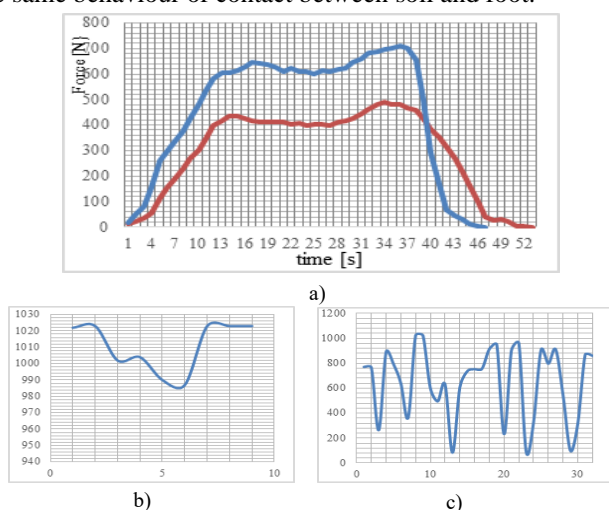 e same behaviour of contact between soil and foot.
800
700
600
500
400
300
200
100
0
Force[N]
1 4 7 10 13 16 19 22 25 28 31 34 37 40 43 46 49 52
time [s]
a)
1030
1020
1010
1000
990
980
970
960
950
940
0 5 10
b)
1200
1000
800
600
400
200
0
0 10 20 30
c)